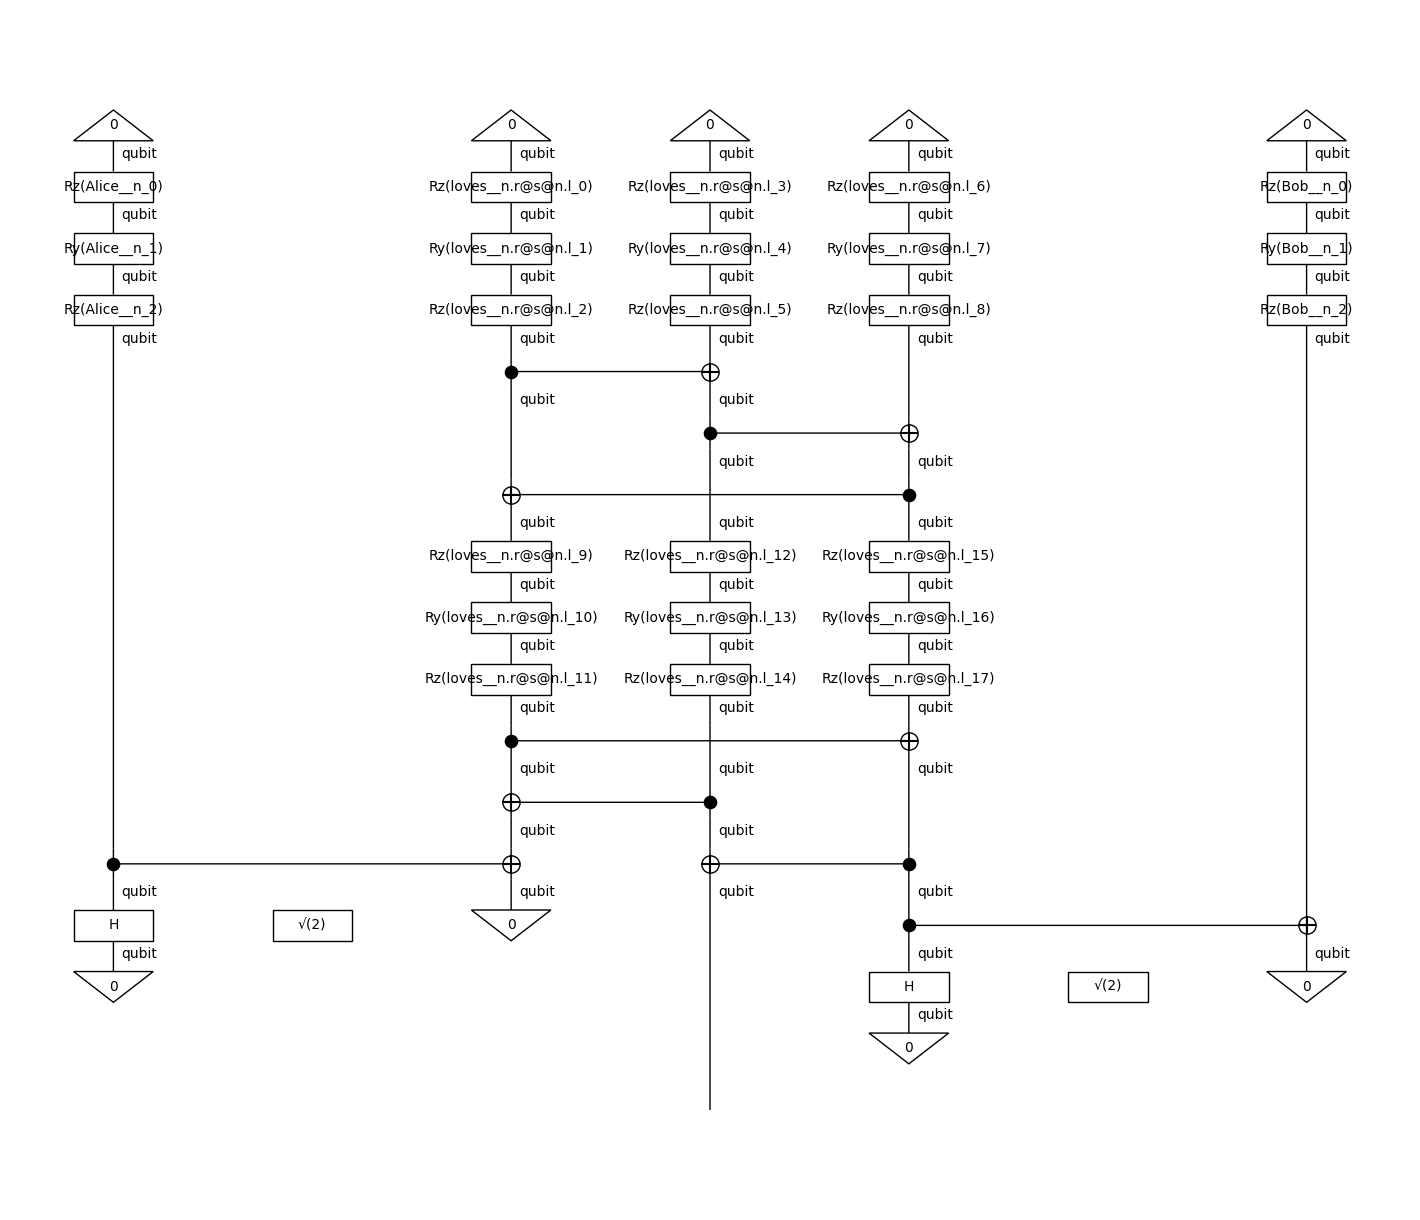 0 0 0 0 0
qubit qubit qubit qubit qubit
Rz(Alice__n_0) Rz(loves__n.r@s@n.l_0) Rz(loves__n.r@s@n.l_3) Rz(loves__n.r@s@n.l_6) Rz(Bob__n_0)
qubit qubit qubit qubit qubit
Ry(Alice__n_1) Ry(loves__n.r@s@n.l_1) Ry(loves__n.r@s@n.l_4) Ry(loves__n.r@s@n.l_7) Ry(Bob__n_1)
qubit qubit qubit qubit qubit
Rz(Alice__n_2) Rz(loves__n.r@s@n.l_2) Rz(loves__n.r@s@n.l_5) Rz(loves__n.r@s@n.l_8) Rz(Bob__n_2)
qubit qubit qubit qubit qubit
qubit qubit
qubit qubit
qubit qubit qubit
Rz(loves__n.r@s@n.l_9) Rz(loves__n.r@s@n.l_12) Rz(loves__n.r@s@n.l_15)
qubit qubit qubit
Ry(loves__n.r@s@n.l_10) Ry(loves__n.r@s@n.l_13) Ry(loves__n.r@s@n.l_16)
qubit qubit qubit
Rz(loves__n.r@s@n.l_11) Rz(loves__n.r@s@n.l_14) Rz(loves__n.r@s@n.l_17)
qubit qubit qubit
qubit qubit qubit
qubit qubit
qubit qubit qubit qubit
H √(2) 0
qubit qubit qubit
0 H √(2) 0
qubit
0